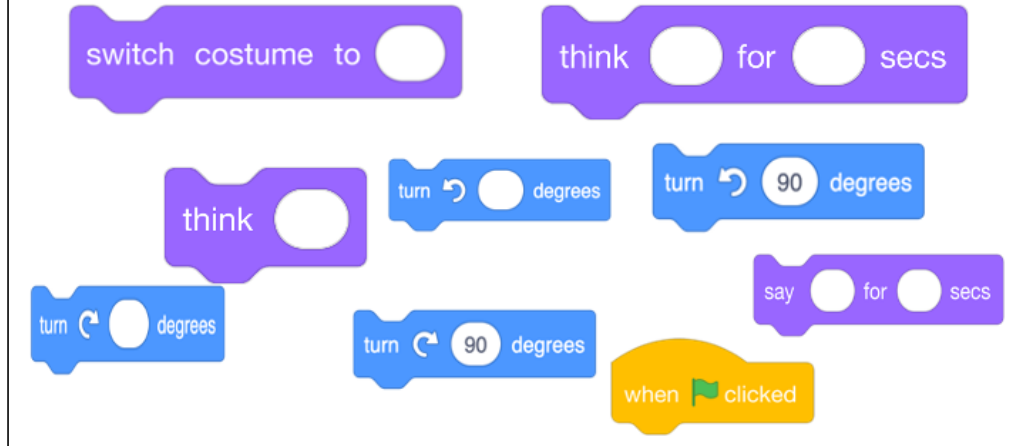 switch costume to
think for secs
turn degrees
turn 90 degrees
think
say for secs
turn degrees
turn 90 degrees
when clicked